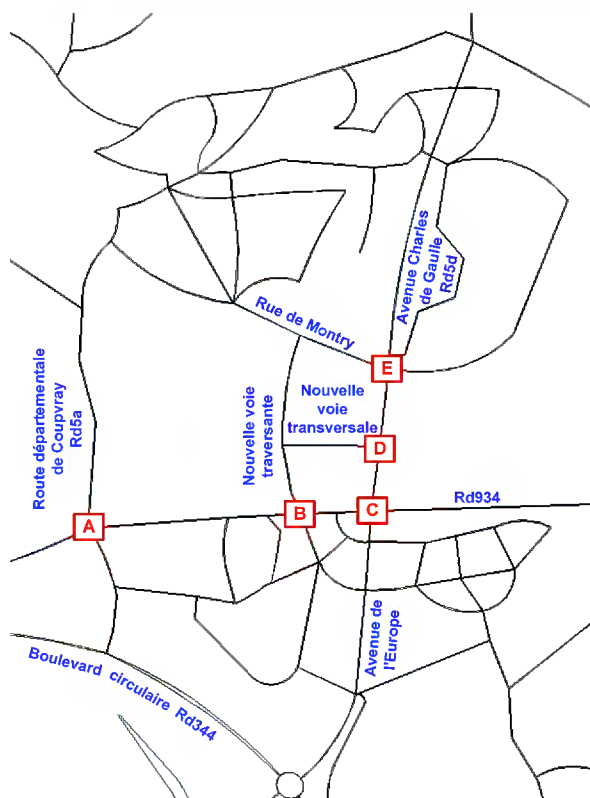 Avenue Charles
de Gaulle
Rd5d
Rue de Montry
E
Nouvelle
voie
transversale
Nouvelle voie
traversante
D
Route départementale
de Coupvray
Rd5a
Rd934
A
B
C
Avenue de
l'Europe
Boulevard circulaire Rd344